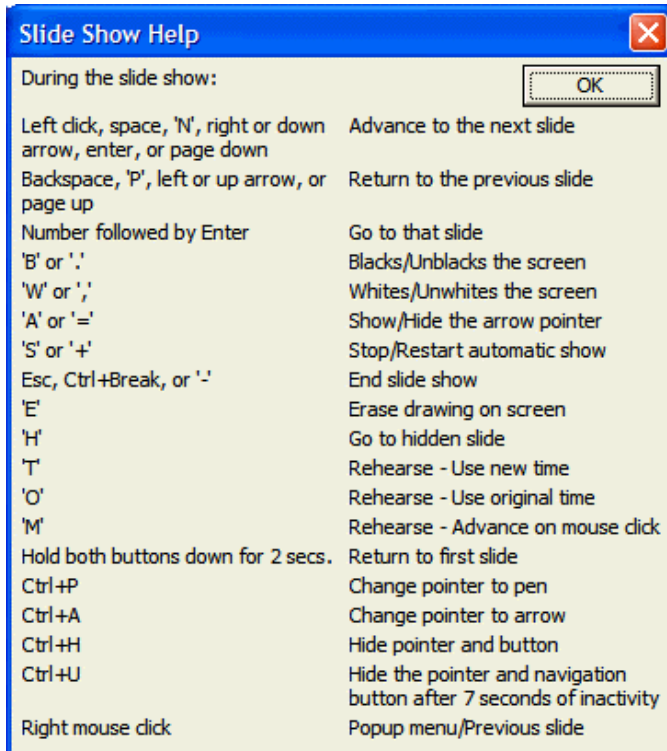 Slide Show Help
During the slide show:
OK
Left click, space, 'N', right or down Advance to the next slide
arrow, enter, or page down
Backspace, 'P', left or up arrow, or Return to the previous slide
page up
Number followed by Enter Go to that slide
'B' or '.' Blacks/Unblacks the screen
'W' or ',' Whites/Unwhites the screen
'A' or '=' Show/Hide the arrow pointer
'S' or '+' Stop/Restart automatic show
Esc, Ctrl+Break, or '-' End slide show
'E' Erase drawing on screen
'H' Go to hidden slide
'T' Rehearse - Use new time
'O' Rehearse - Use original time
'M' Rehearse - Advance on mouse click
Hold both buttons down for 2 secs. Return to first slide
Ctrl+P Change pointer to pen
Ctrl+A Change pointer to arrow
Ctrl+H Hide pointer and button
Ctrl+U Hide the pointer and navigation
button after 7 seconds of inactivity
Right mouse click Popup menu/Previous slide